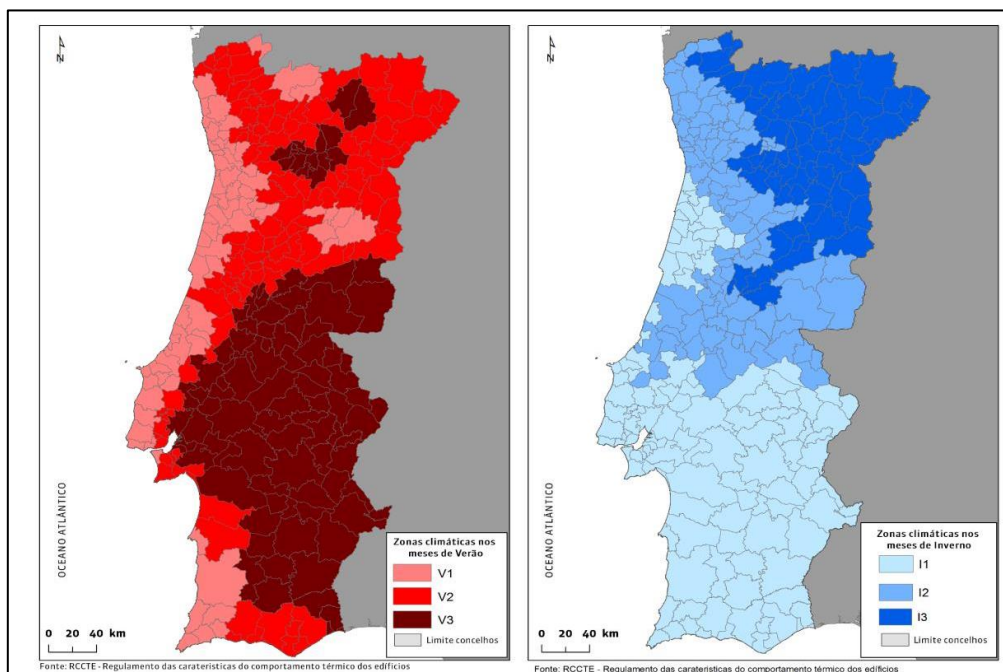 N
OCEANO ATLÂNTICO
Zonas climáticas nos
meses de Verão
V1
V2
V3
Limite concelhos
0 20 40 km
Fonte: RCCTE - Regulamento das caraterísticas do comportamento térmico dos edifícios
N
OCEANO ATLÂNTICO
Zonas climáticas nos
meses de Inverno
I1
I2
I3
Limite concelhos
0 20 40 km
Fonte: RCCTE - Regulamento das caraterísticas do comportamento térmico dos edifícios